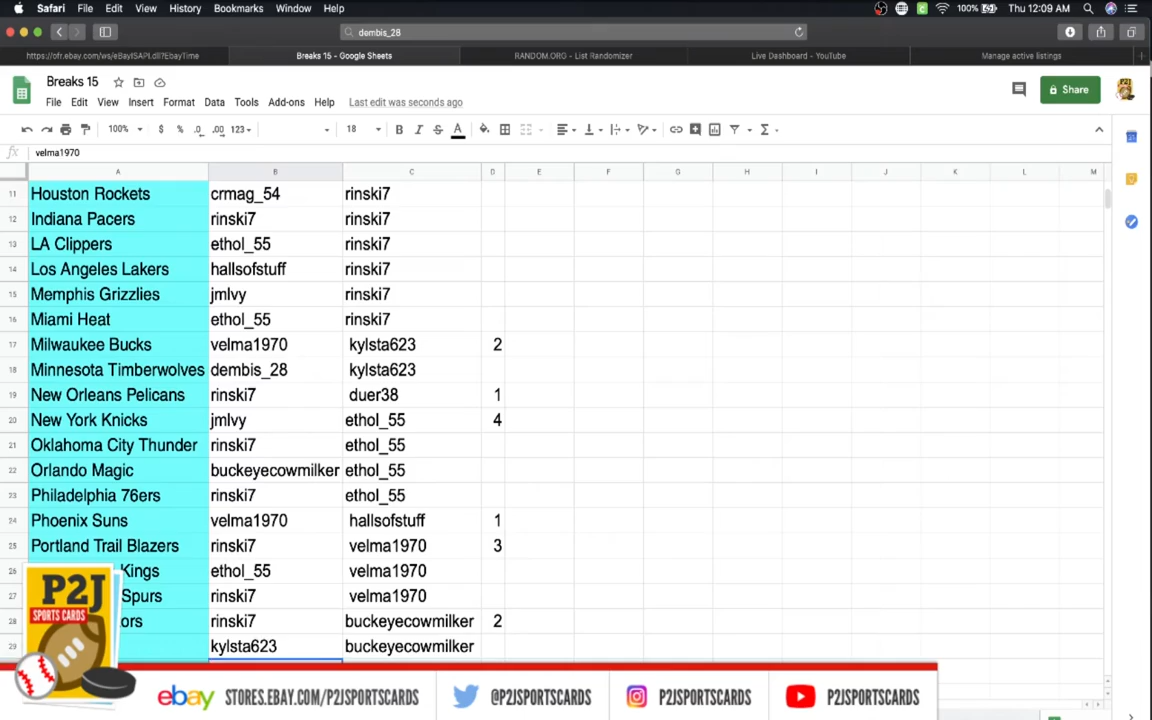 Safari File Edit View History Bookmarks Window Help 100% Thu 12:09 AM
dembis_28
https://ofr.ebay.com/ws/eBayISAPI.dll?EbayTime Breaks 15 - Google Sheets RANDOM.ORG - List Randomizer Live Dashboard - YouTube Manage active listings
Breaks 15
Share
File Edit View Insert Format Data Tools Add-ons Help Last edit was seconds ago
100% $ % .0 .00 123 18 B I S A
fx velma1970
A B C D E F G H I J K L M
11 Houston Rockets crmag_54 rinski7
12 Indiana Pacers rinski7 rinski7
13 LA Clippers ethol_55 rinski7
14 Los Angeles Lakers hallsofstuff rinski7
15 Memphis Grizzlies jmlvy rinski7
16 Miami Heat ethol_55 rinski7
17 Milwaukee Bucks velma1970 kylsta623 2
18 Minnesota Timberwolves dembis_28 kylsta623
19 New Orleans Pelicans rinski7 duer38 1
20 New York Knicks jmlvy ethol_55 4
21 Oklahoma City Thunder rinski7 ethol_55
22 Orlando Magic buckeyecowmilker ethol_55
23 Philadelphia 76ers rinski7 ethol_55
24 Phoenix Suns velma1970 hallsofstuff 1
25 Portland Trail Blazers rinski7 velma1970 3
26 Kings ethol_55 velma1970
27 Spurs rinski7 velma1970
28 ors rinski7 buckeyecowmilker 2
29 kylsta623 buckeyecowmilker
P2J
SPORTS CARDS
ebay STORES.EBAY.COM/P2JSPORTSCARDS @P2JSPORTSCARDS P2JSPORTSCARDS P2JSPORTSCARDS